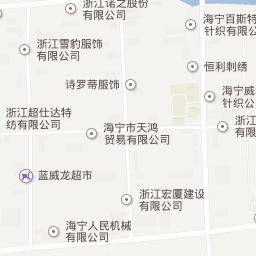 浙江诺之股份
有限公司
海宁百斯特
针织有限公
浙江雪豹服饰
有限公司
恒利刺绣
诗罗蒂服饰
海宁威
针织公
浙江超仕达特
纺有限公司
海宁市天鸿
贸易有限公司
浙江
有限
蓝威龙超市
浙江宏厦建设
有限公司
海宁人民机械
有限公司